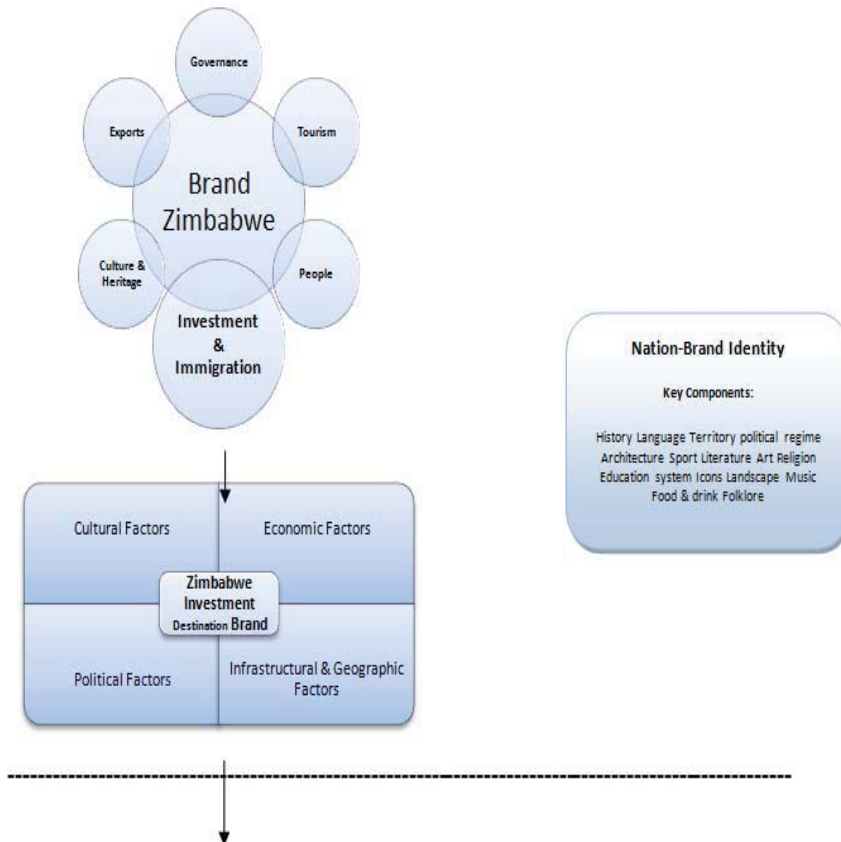 Governance
Exports
Tourism
Brand
Zimbabwe
Culture &
Heritage
People
Investment
&
Immigration
Nation-Brand Identity
Key Components:
History Language Territory political regime
Architecture Sport Literature Art Religion
Education system Icons Landscape Music
Food & drink Folklore
Cultural Factors
Economic Factors
Zimbabwe
Investment
Destination Brand
Political Factors
Infrastructural & Geographic
Factors